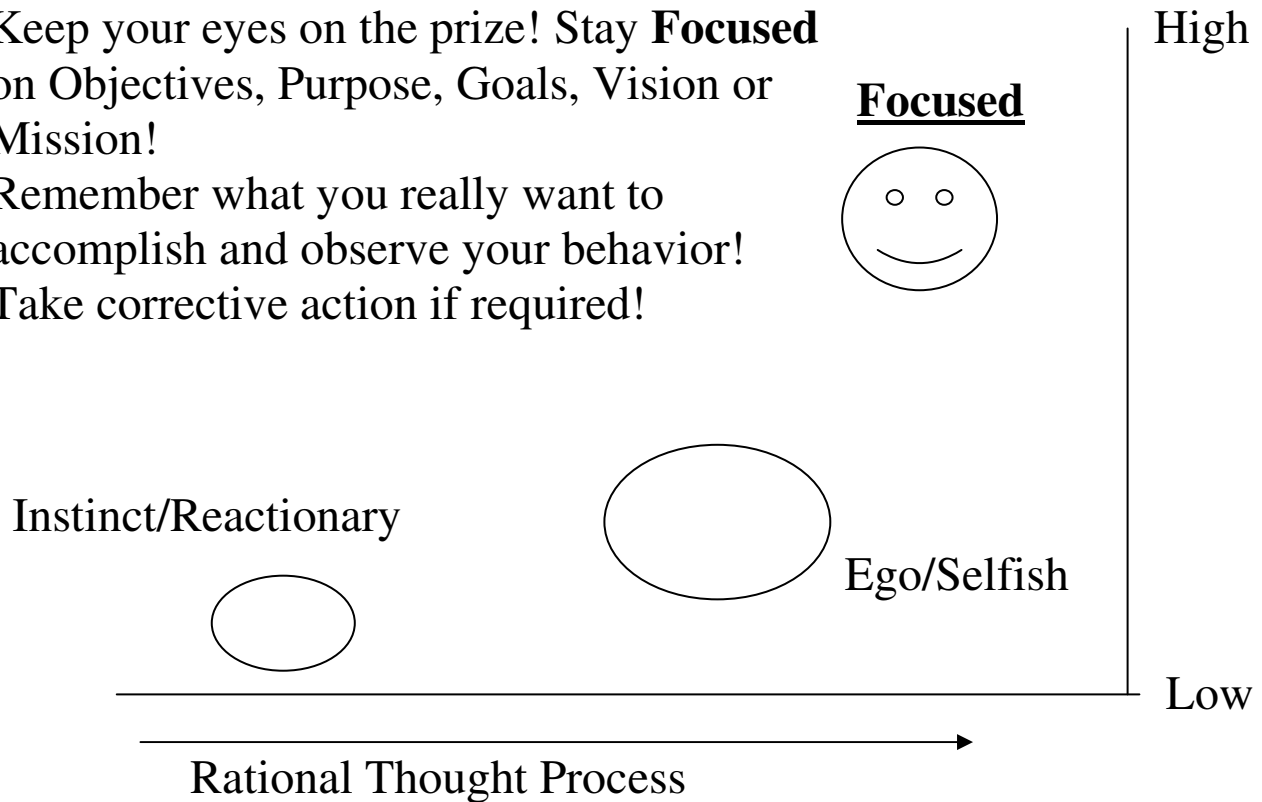 Keep your eyes on the prize! Stay Focused
on Objectives, Purpose, Goals, Vision or
Mission!
Remember what you really want to
accomplish and observe your behavior!
Take corrective action if required!
High
Focused
Instinct/Reactionary
Ego/Selfish
Low
Rational Thought Process